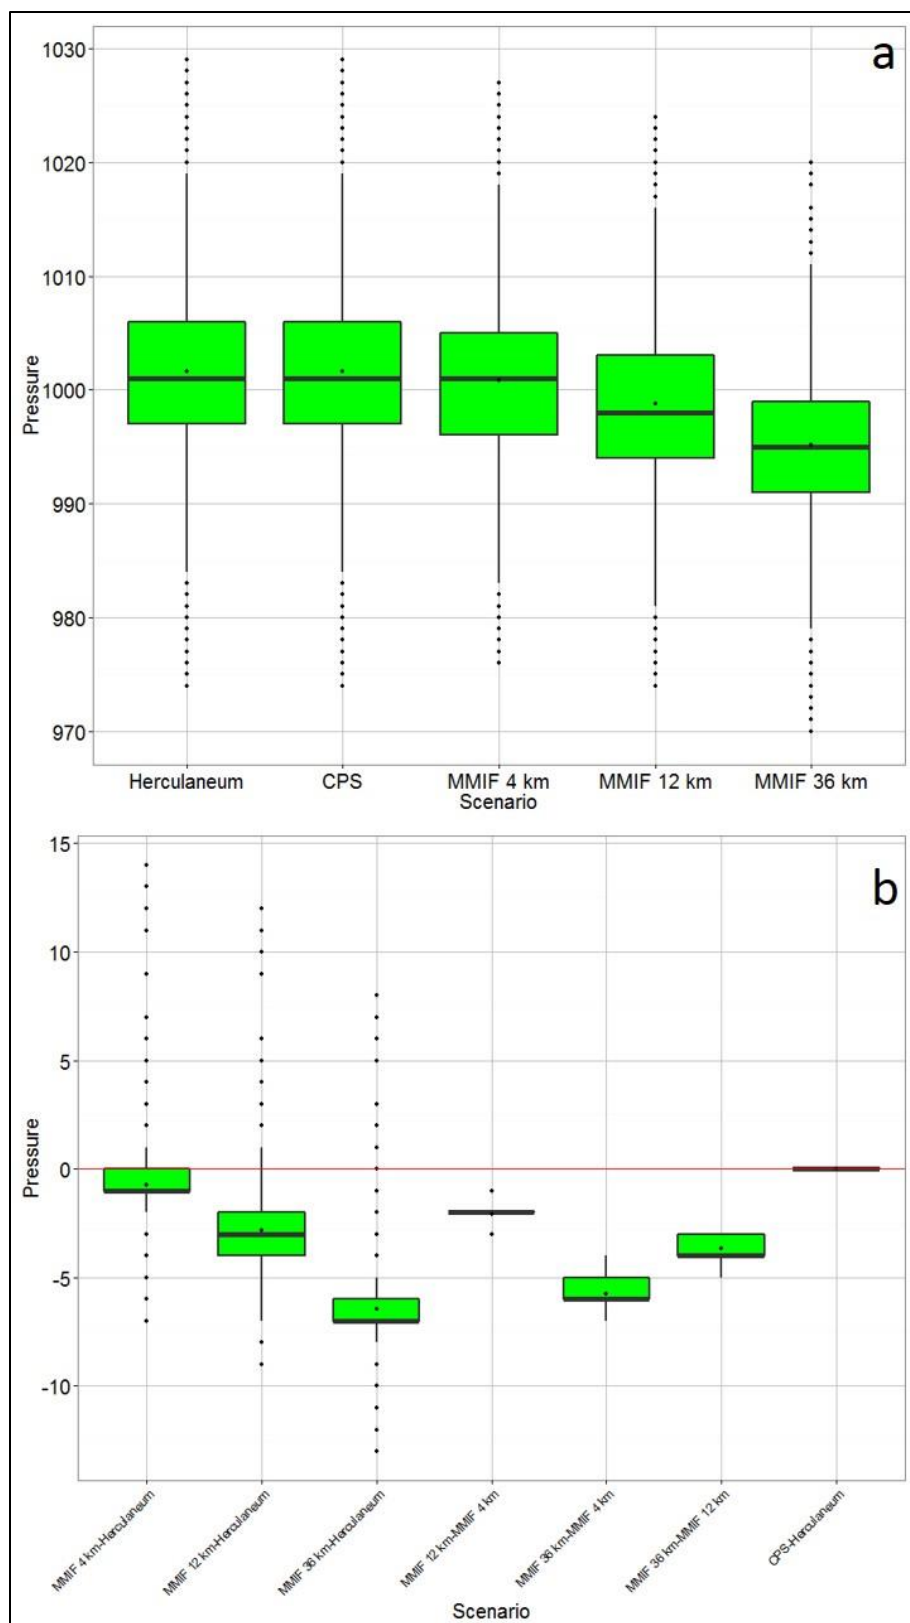 a
1030
1020
1010
1000
990
980
970
Pressure
Herculaneum CPS MMIF 4 km MMIF 12 km MMIF 36 km
Scenario
b
15
10
5
0
-5
-10
Pressure
MMIF 4 km-Herculaneum
MMIF 12 km-Herculaneum
MMIF 36 km-Herculaneum
MMIF 12 km-MMIF 4 km
MMIF 36 km-MMIF 4 km
MMIF 36 km-MMIF 12 km
CPS-Herculaneum
Scenario